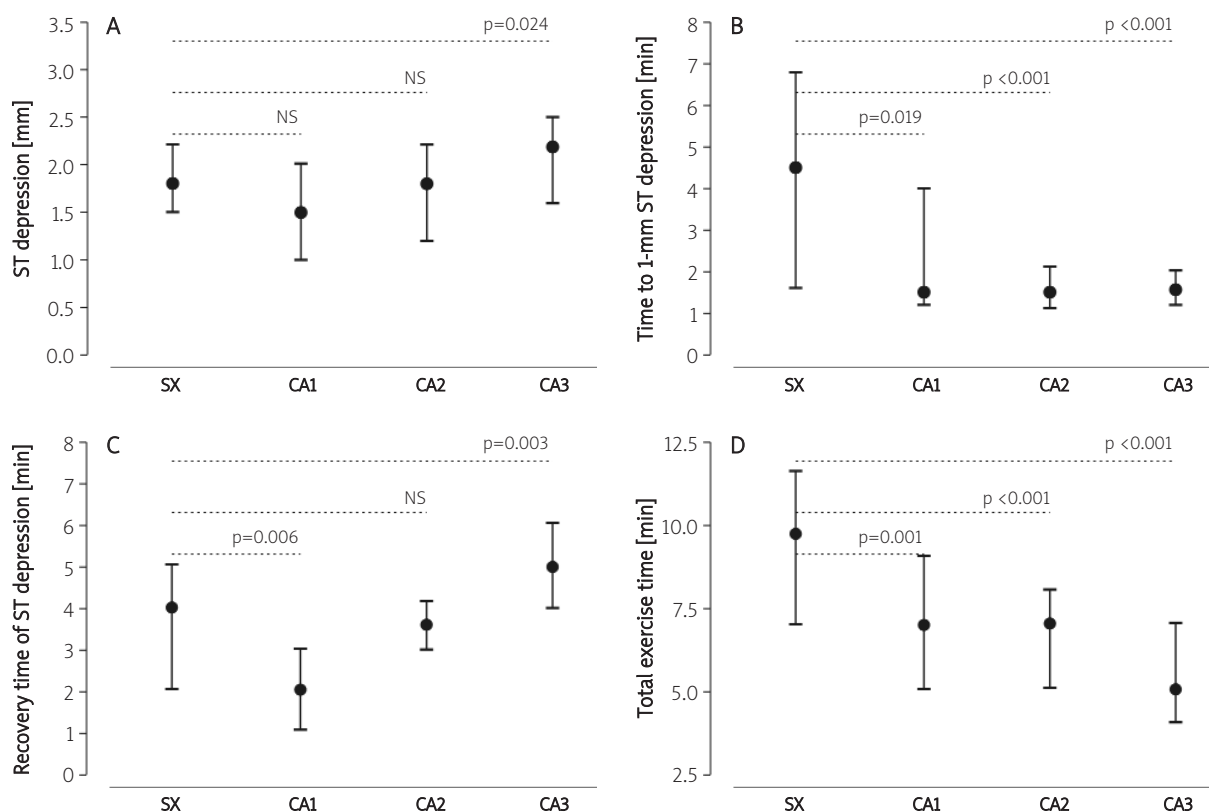 A
ST depression [mm]
3.5
3.0
2.5
2.0
1.5
1.0
0.5
0.0
p=0.024
NS
NS
SX CA1 CA2 CA3
B
Time to 1-mm ST depression [min]
8
7
6
5
4
3
2
1
0
p <0.001
p <0.001
p=0.019
SX CA1 CA2 CA3
C
Recovery time of ST depression [min]
8
7
6
5
4
3
2
1
0
p=0.003
NS
p=0.006
SX CA1 CA2 CA3
D
Total exercise time [min]
12.5
10.0
7.5
5.0
2.5
p <0.001
p <0.001
p=0.001
SX CA1 CA2 CA3